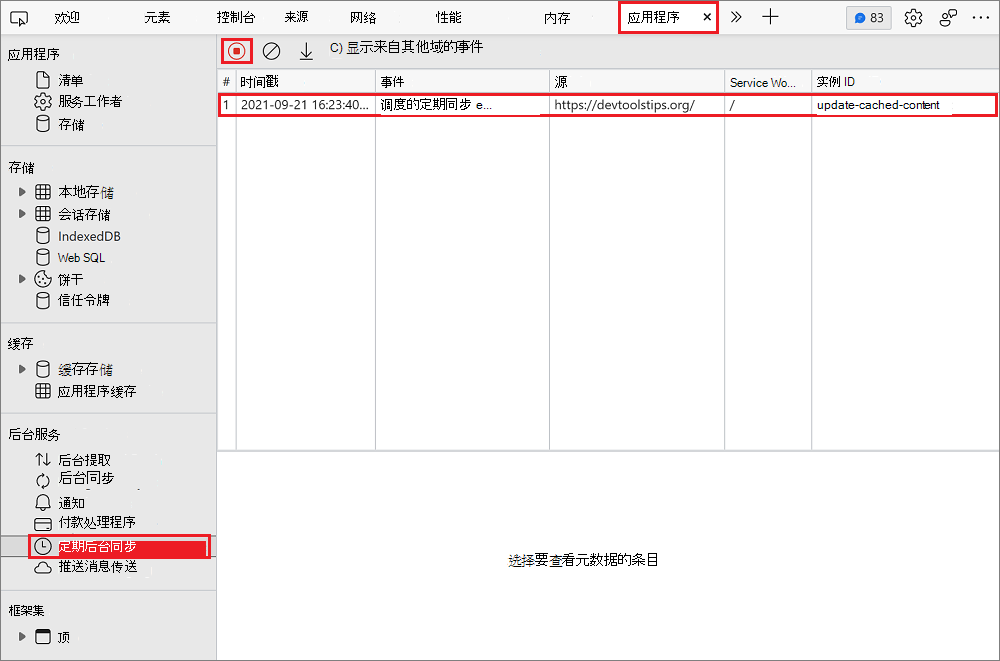 欢迎 元素 控制台 来源 网络 性能 内存 应用程序 × 83
C) 显示来自其他域的事件
# 时间戳 事件 源 Service Wo... 实例 ID
1 2021-09-21 16:23:40... 调度的定期同步 e... https://devtoolstips.org/ / update-cached-content
应用程序
清单
服务工作者
存储
存储
本地存储
会话存储
IndexedDB
Web SQL
饼干
信任令牌
缓存
缓存存储
应用程序缓存
后台服务
后台提取
后台同步
通知
付款处理程序
定期后台同步
推送消息传送
框架集
顶
选择要查看元数据的条目